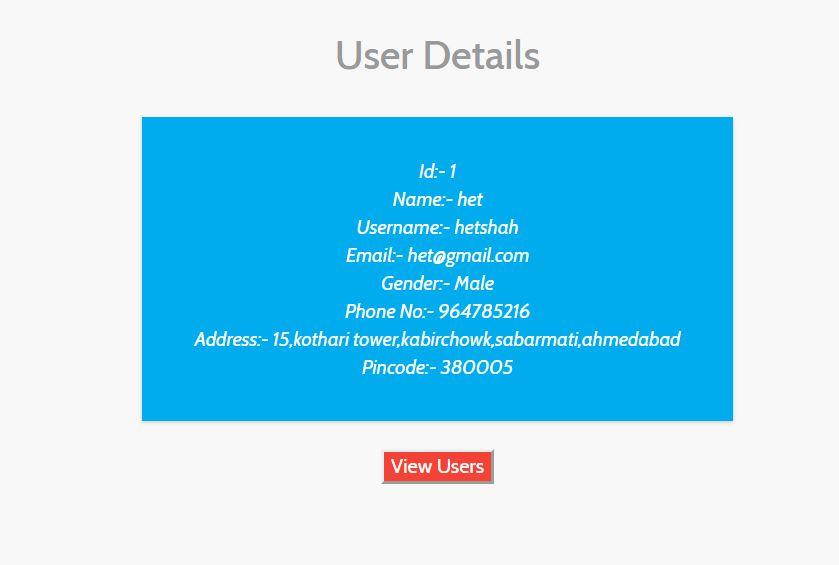 User Details
Id:- 1
Name:- het
Username:- hetshah
Email:- het@gmail.com
Gender:- Male
Phone No:- 964785216
Address:- 15,kothari tower,kabirchowk,sabarmati,ahmedabad
Pincode:- 380005
View Users